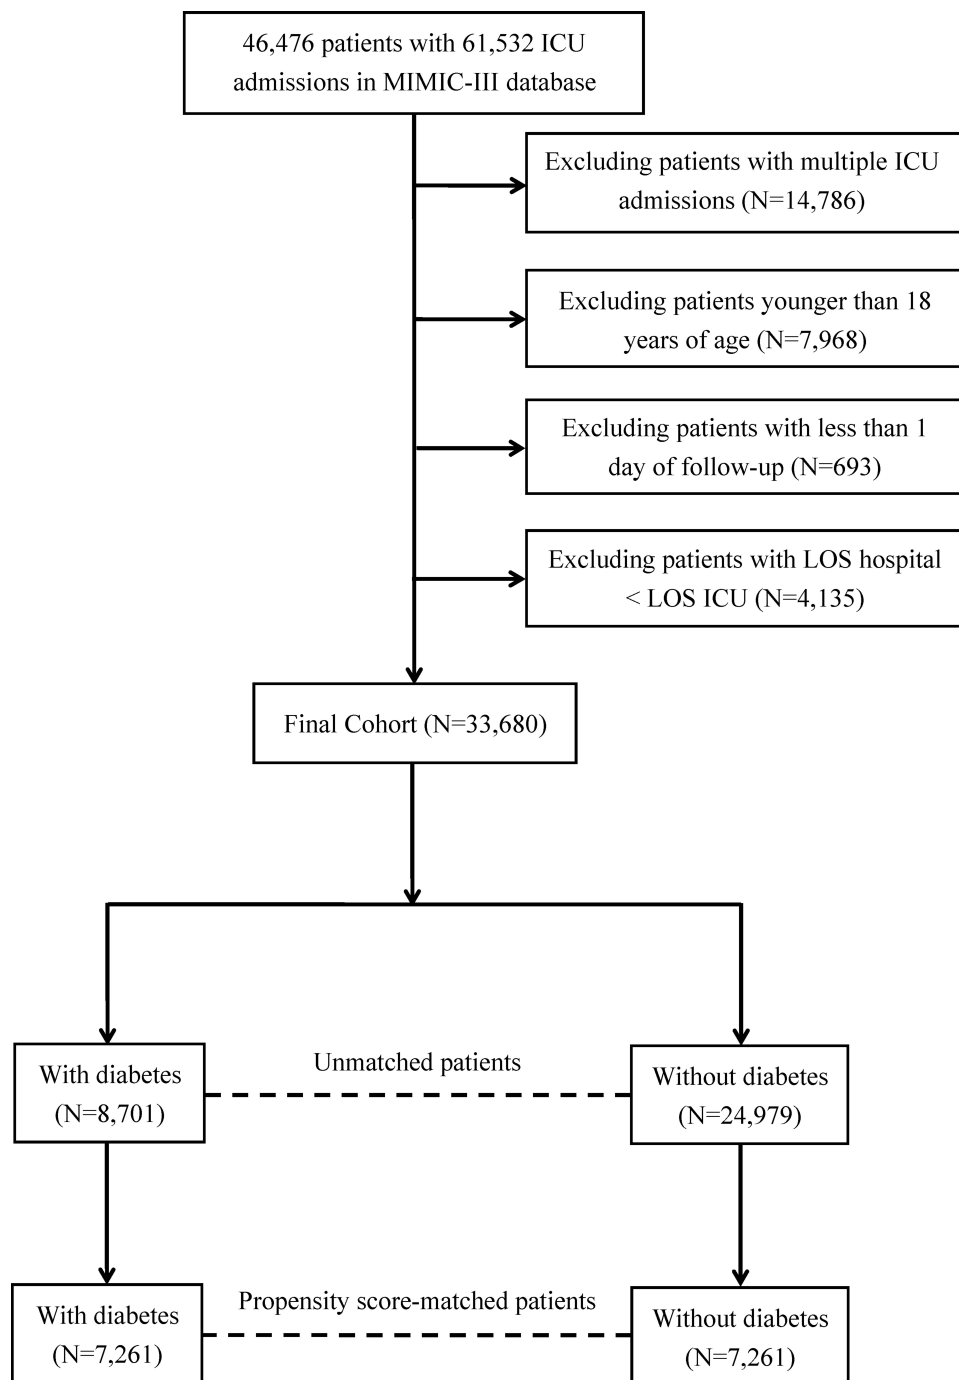 46,476 patients with 61,532 ICU
admissions in MIMIC-III database
Excluding patients with multiple ICU
admissions (N=14,786)
Excluding patients younger than 18
years of age (N=7,968)
Excluding patients with less than 1
day of follow-up (N=693)
Excluding patients with LOS hospital
< LOS ICU (N=4,135)
Final Cohort (N=33,680)
With diabetes
(N=8,701)
Unmatched patients
Without diabetes
(N=24,979)
With diabetes
(N=7,261)
Propensity score-matched patients
Without diabetes
(N=7,261)